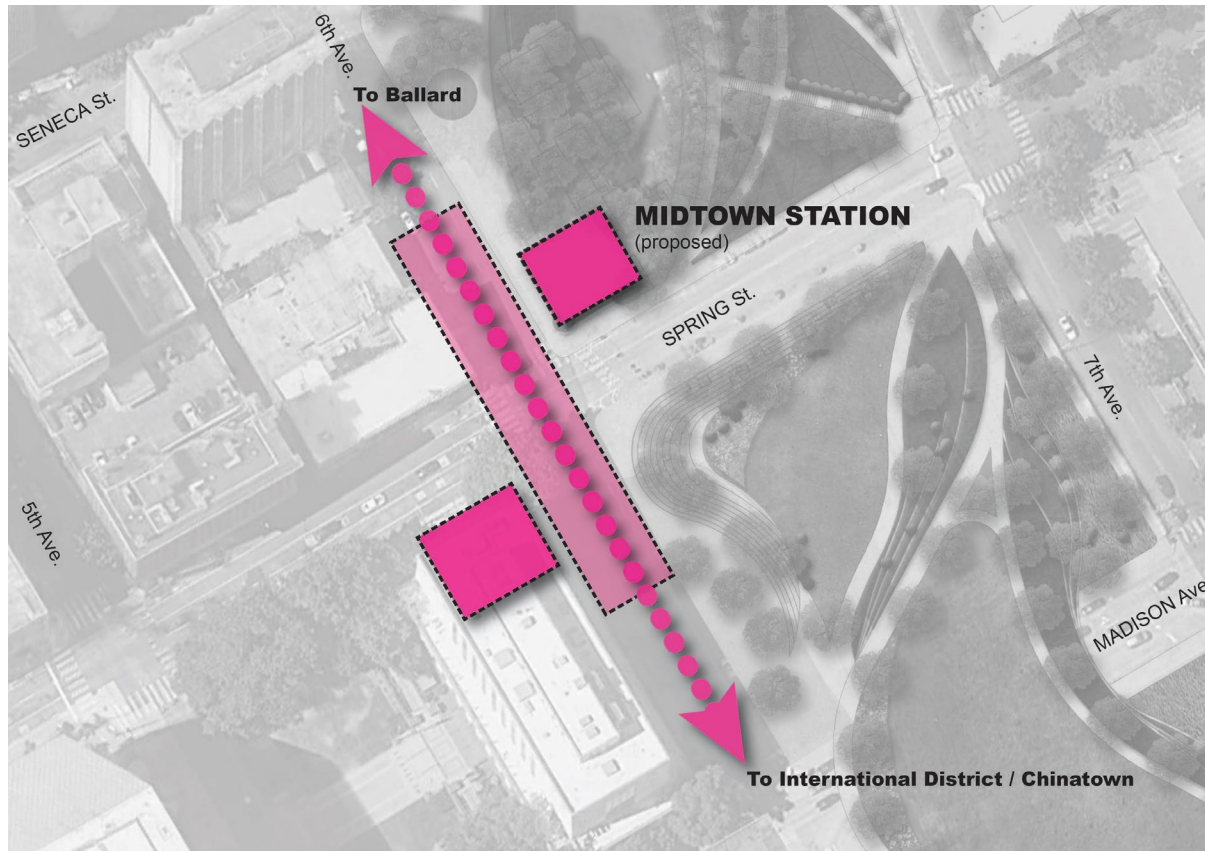 6th Ave.
To Ballard
SENECA St.
MIDTOWN STATION
(proposed)
SPRING St.
7th Ave.
5th Ave.
MADISON Ave
To International District / Chinatown